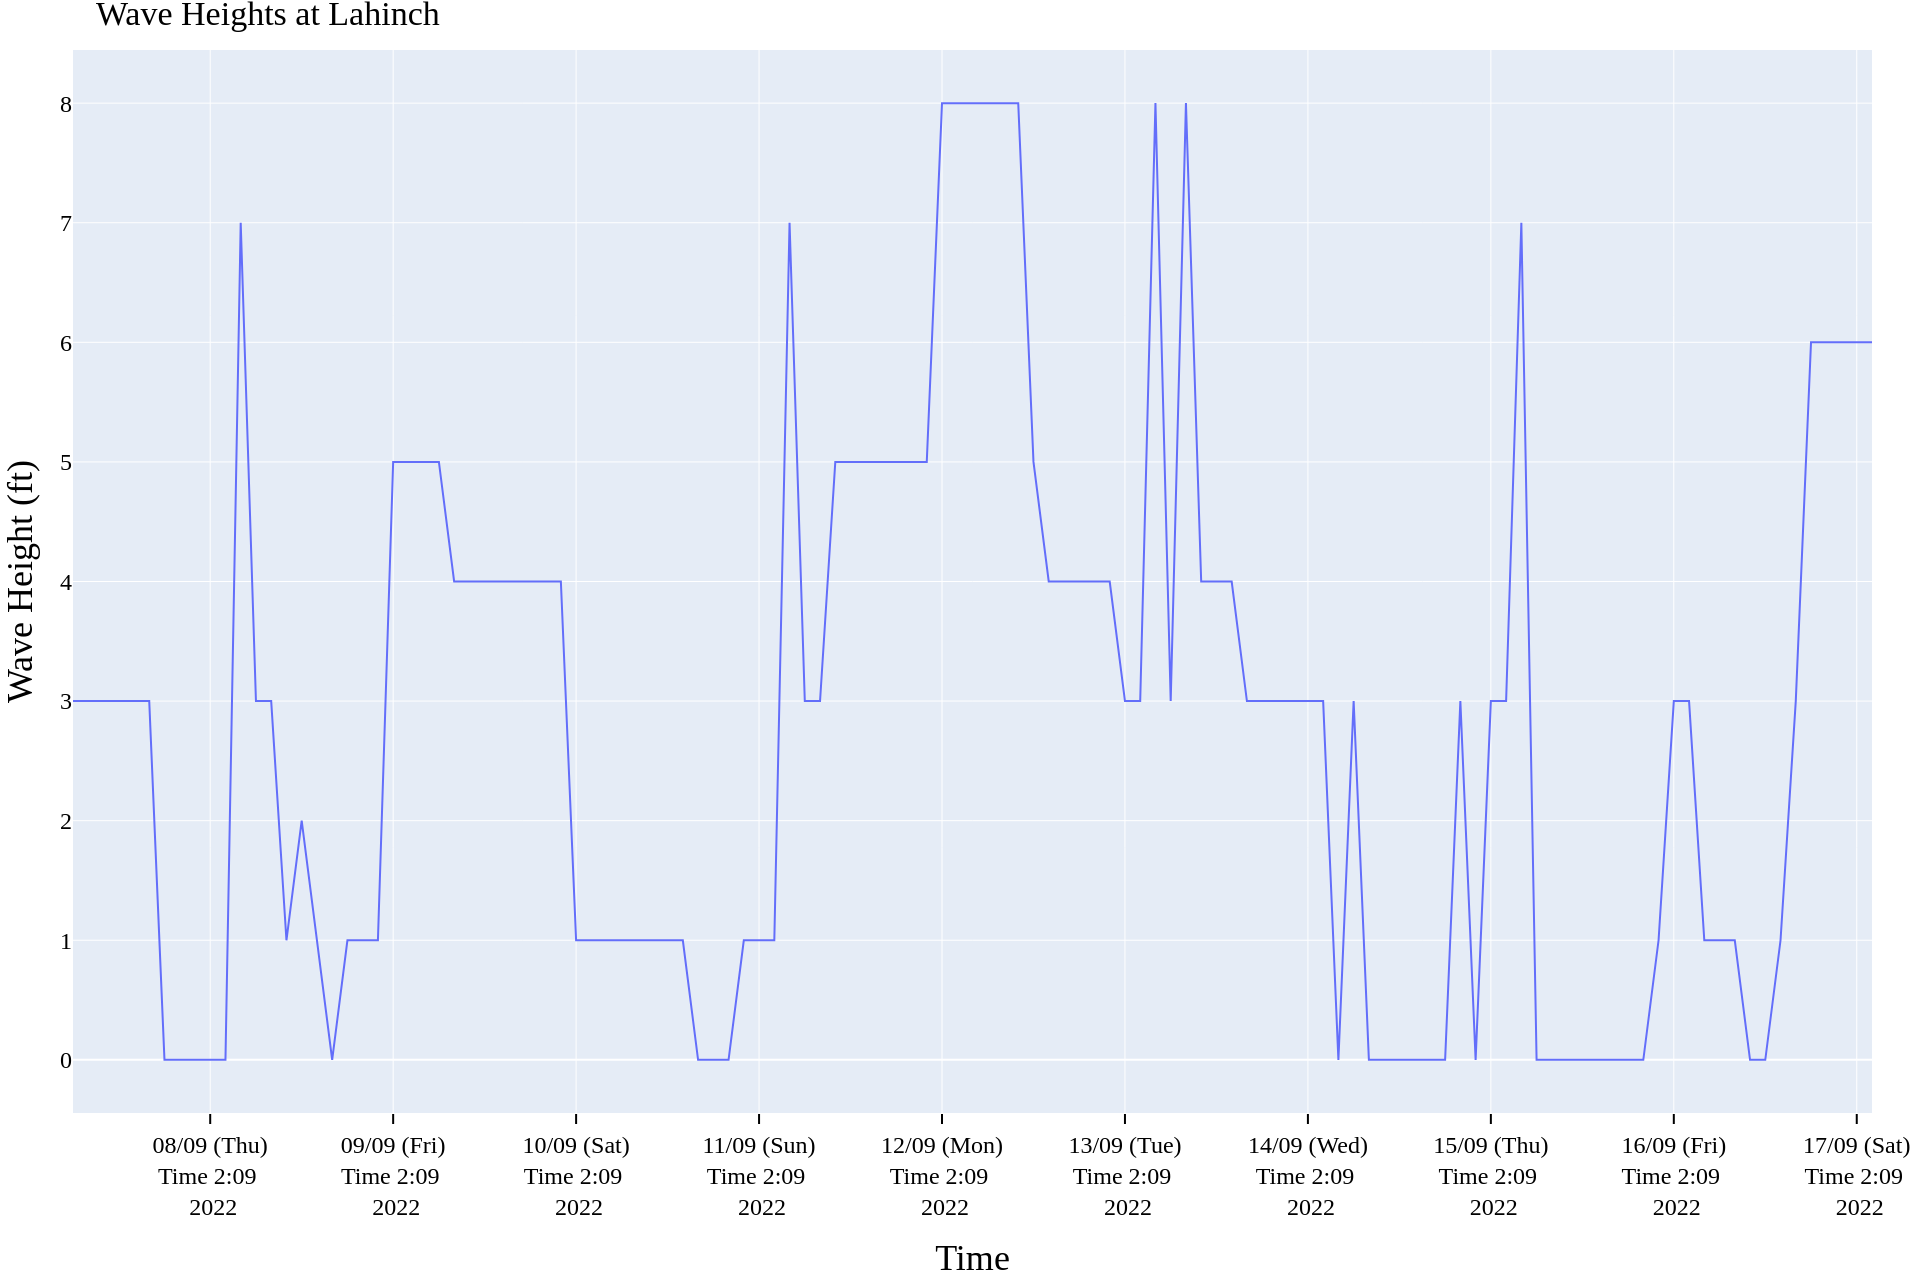 Wave Heights at Lahinch
Wave Height (ft)
8
7
6
5
4
3
2
1
0
08/09 (Thu)
Time 2:09
2022
09/09 (Fri)
Time 2:09
2022
10/09 (Sat)
Time 2:09
2022
11/09 (Sun)
Time 2:09
2022
12/09 (Mon)
Time 2:09
2022
13/09 (Tue)
Time 2:09
2022
14/09 (Wed)
Time 2:09
2022
15/09 (Thu)
Time 2:09
2022
16/09 (Fri)
Time 2:09
2022
17/09 (Sat)
Time 2:09
2022
Time